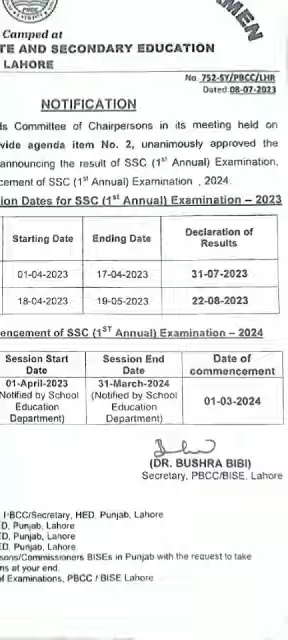 PBCC
MEN
Camped at
TE AND SECONDARY EDUCATION
LAHORE
No. 752-SY/PBCC/LHR
Dated 08-07-2023
NOTIFICATION
ds Committee of Chairpersons in its meeting held on
vide agenda item No. 2, unanimously approved the
announcing the result of SSC (1st Annual) Examination,
cement of SSC (1st Annual) Examination , 2024.
ion Dates for SSC (1st Annual) Examination – 2023
Starting Date Ending Date Declaration of Results
01-04-2023 17-04-2023 31-07-2023
18-04-2023 19-05-2023 22-08-2023
encement of SSC (1ST Annual) Examination – 2024
Session Start Date Session End Date Date of commencement
01-April-2023 31-March-2024
(Notified by School Education Department) (Notified by School Education Department) 01-03-2024
(DR. BUSHRA BIBI)
Secretary, PBCC/BISE, Lahore
PBCC/Secretary, HED, Punjab, Lahore
D, Punjab, Lahore
ED, Punjab, Lahore
ED, Punjab, Lahore
sons/Commissioners BISEs in Punjab with the request to take
ns at your end.
of Examinations, PBCC / BISE Lahore